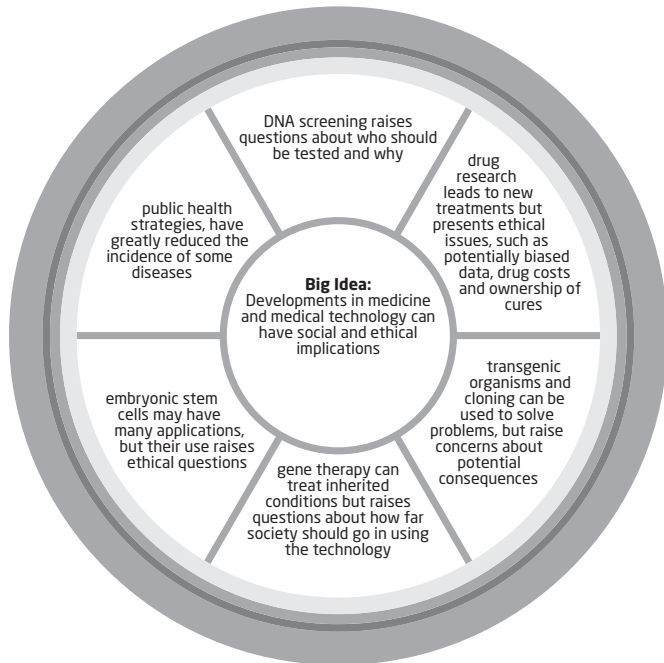 DNA screening raises
questions about who should
be tested and why
drug
research
leads to new
treatments but
presents ethical
issues, such as
potentially biased
data, drug costs
and ownership of
cures
transgenic
organisms and
cloning can be
used to solve
problems, but raise
concerns about
potential
consequences
gene therapy can
treat inherited
conditions but raises
questions about how far
society should go in using
the technology
embryonic stem
cells may have
many applications,
but their use raises
ethical questions
public health
strategies, have
greatly reduced the
incidence of some
diseases
Big Idea:
Developments in medicine
and medical technology can
have social and ethical
implications